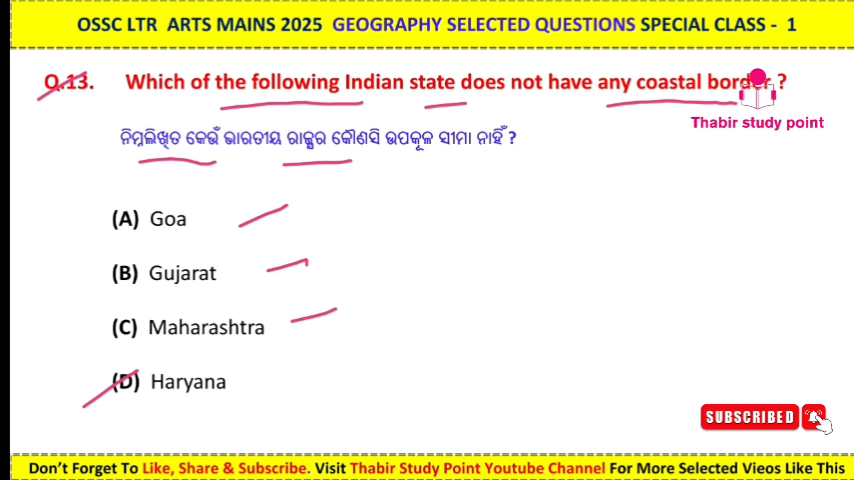 OSSC LTR ARTS MAINS 2025 GEOGRAPHY SELECTED QUESTIONS SPECIAL CLASS - 1
Q.13. Which of the following Indian state does not have any coastal border ?
Thabir study point
ନିମ୍ନଲିଖିତ କେଉଁ ଭାରତୀୟ ରାଜ୍ଯର କୌଣସି ଉପକୂଳ ସୀମା ନାହିଁ ?
(A) Goa
(B) Gujarat
(C) Maharashtra
(D) Haryana
SUBSCRIBED
Don't Forget To Like, Share & Subscribe. Visit Thabir Study Point Youtube Channel For More Selected Vieos Like This